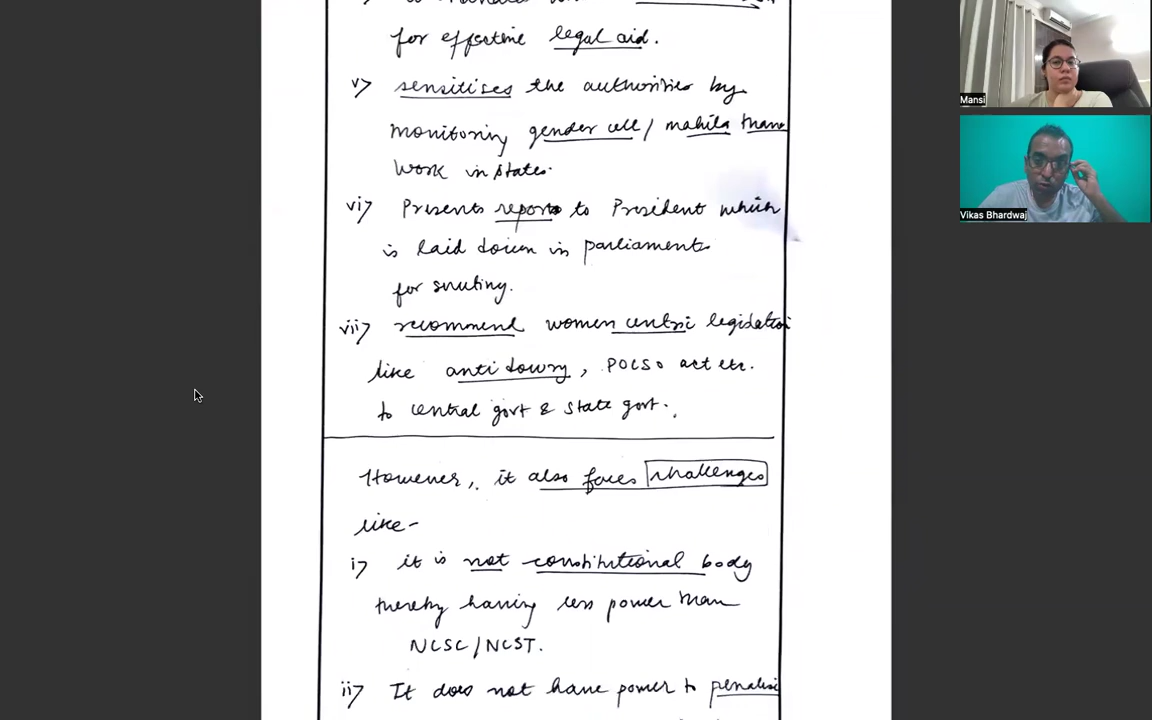 for effective legal aid.
v) sensitises the authorities by
monitoring gender cell / mahila thana
work in states.
vi) Presents reports to President which
is laid down in parliament
for scrutiny.
vii) recommend women centric legislation
like anti dowry, POCSO act etc.
to central govt & state govt.
However, it also faces challenges
like -
i) it is not constitutional body
thereby having less power than
NCSC/NCST.
ii) It does not have power to penalise
Mansi
Vikas Bhardwaj